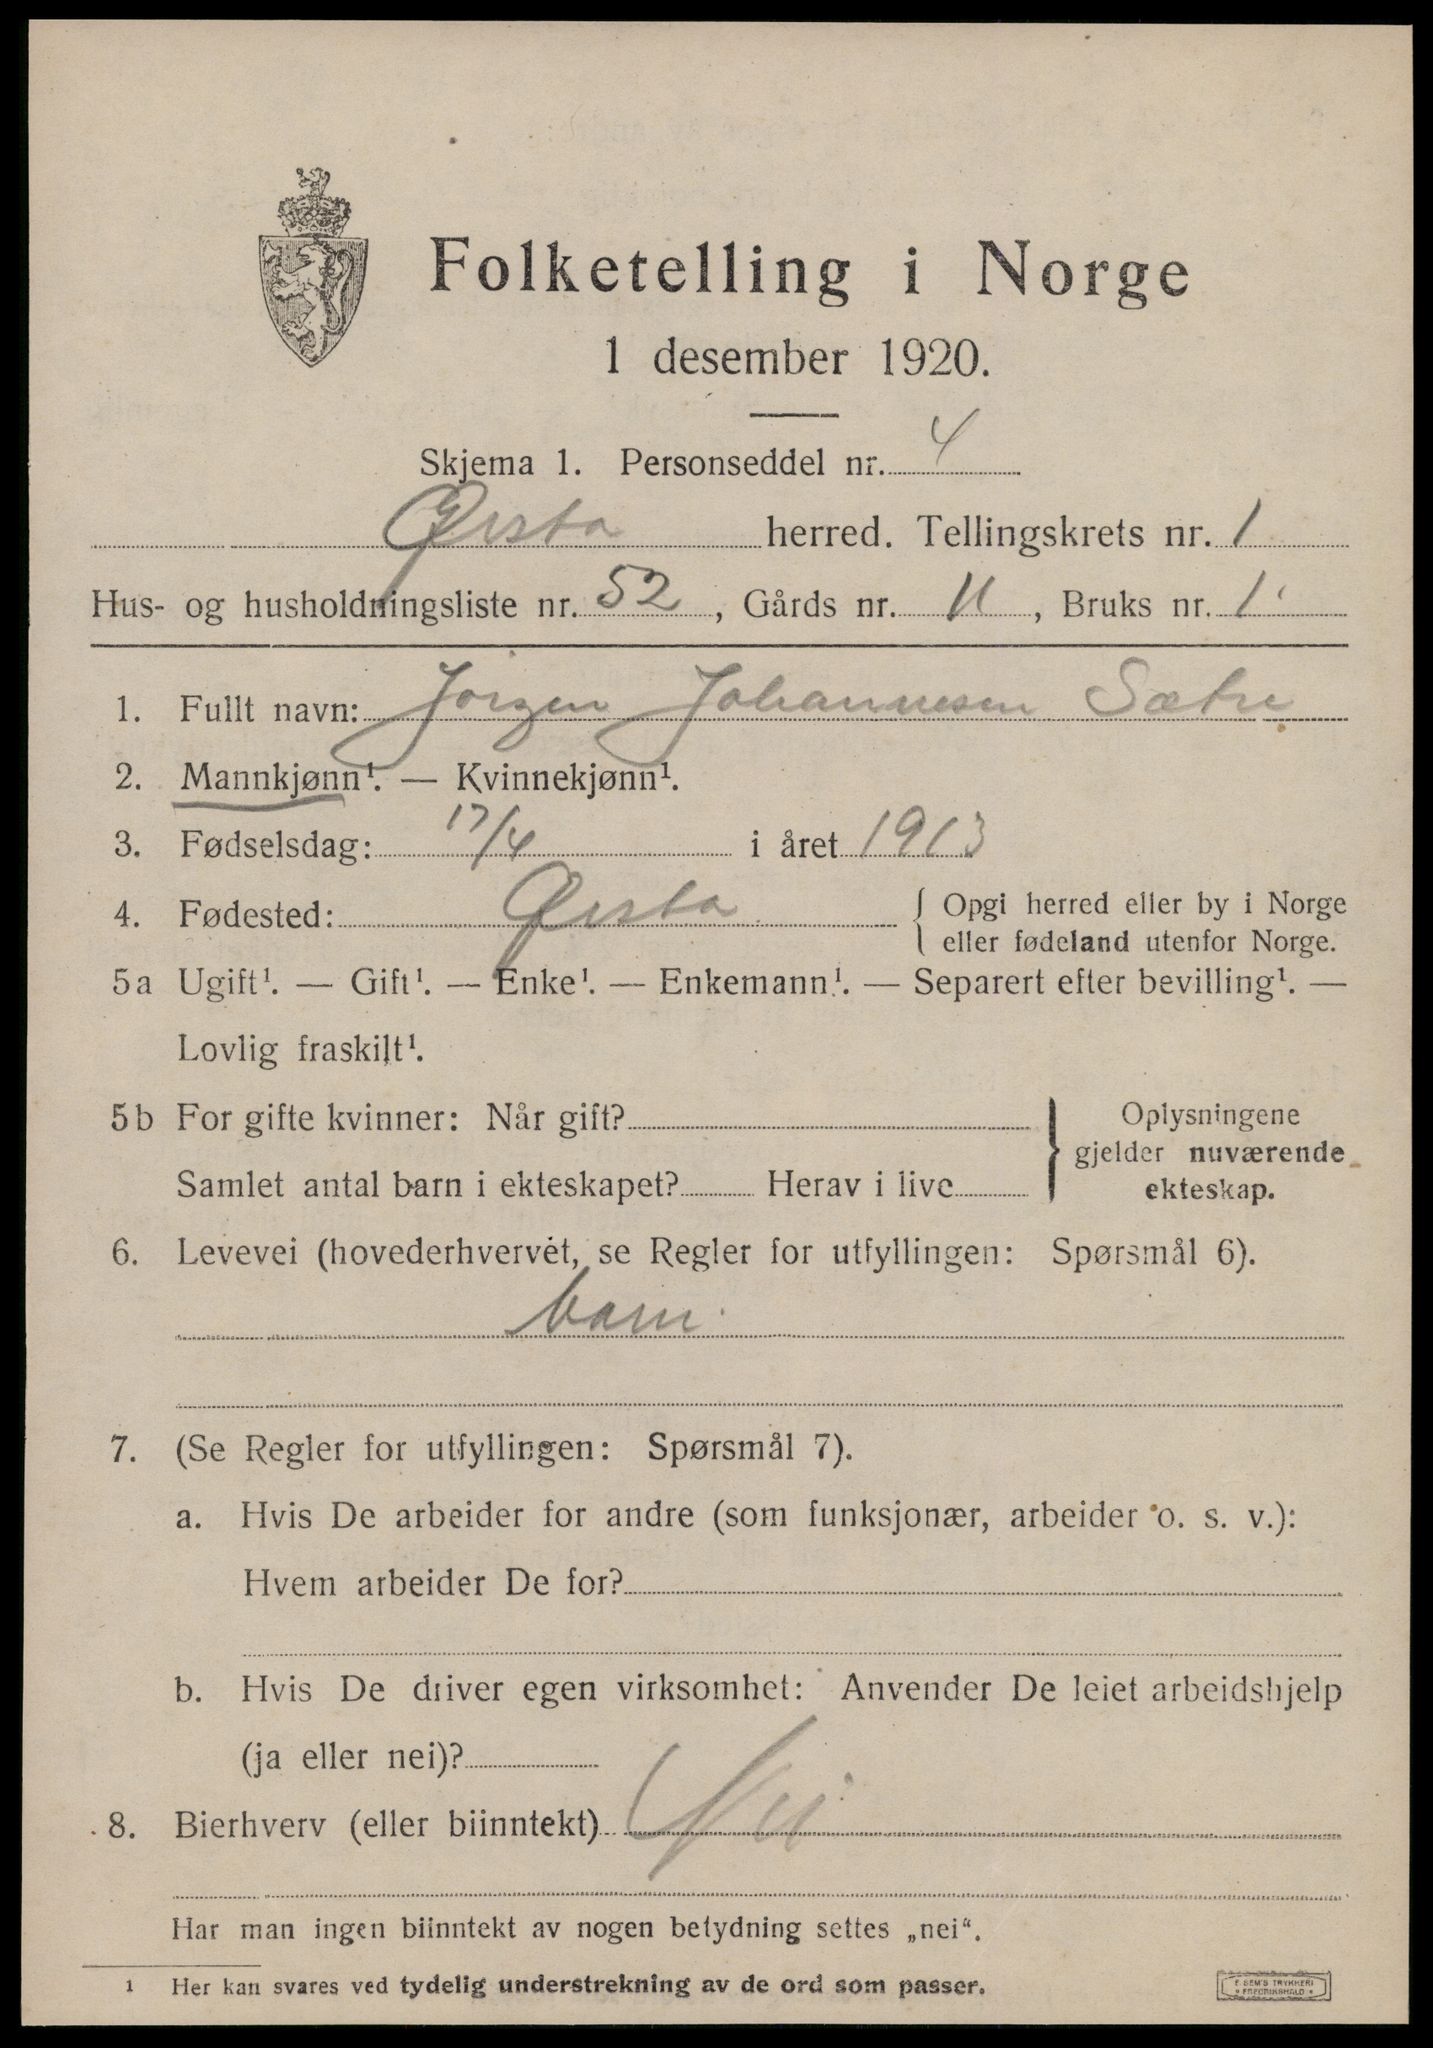 Folketelling i Norge
1 desember 1920.
Skjema 1. Personseddel nr. 4
Ørsta herred. Tellingskrets nr. 1
Hus- og husholdningsliste nr. 52, Gårds nr. 11, Bruks nr. 1
1. Fullt navn: Jørgen Johannesen Sætre
2. Mannkjønn¹. — Kvinnekjønn¹.
3. Fødselsdag: 17/4 i året 1913
4. Fødested: Ørsta { Opgi herred eller by i Norge
eller fødeland utenfor Norge.
5a Ugift¹. — Gift¹. — Enke¹. — Enkemann¹. — Separert efter bevilling¹. —
Lovlig fraskilt¹.
5b For gifte kvinner: Når gift?
Samlet antal barn i ekteskapet? Herav i live
} Oplysningene
gjelder nuværende
ekteskap.
6. Levevei (hovederhvervet, se Regler for utfyllingen: Spørsmål 6).
barn
7. (Se Regler for utfyllingen: Spørsmål 7).
a. Hvis De arbeider for andre (som funksjonær, arbeider o. s. v.):
Hvem arbeider De for?
b. Hvis De driver egen virksomhet: Anvender De leiet arbeidshjelp
(ja eller nei)?
8. Bierhverv (eller biinntekt) Nei
Har man ingen biinntekt av nogen betydning settes „nei“.
1 Her kan svares ved tydelig understrekning av de ord som passer.
F. SEM'S TRYKKERI
• FREDRIKSHALD •